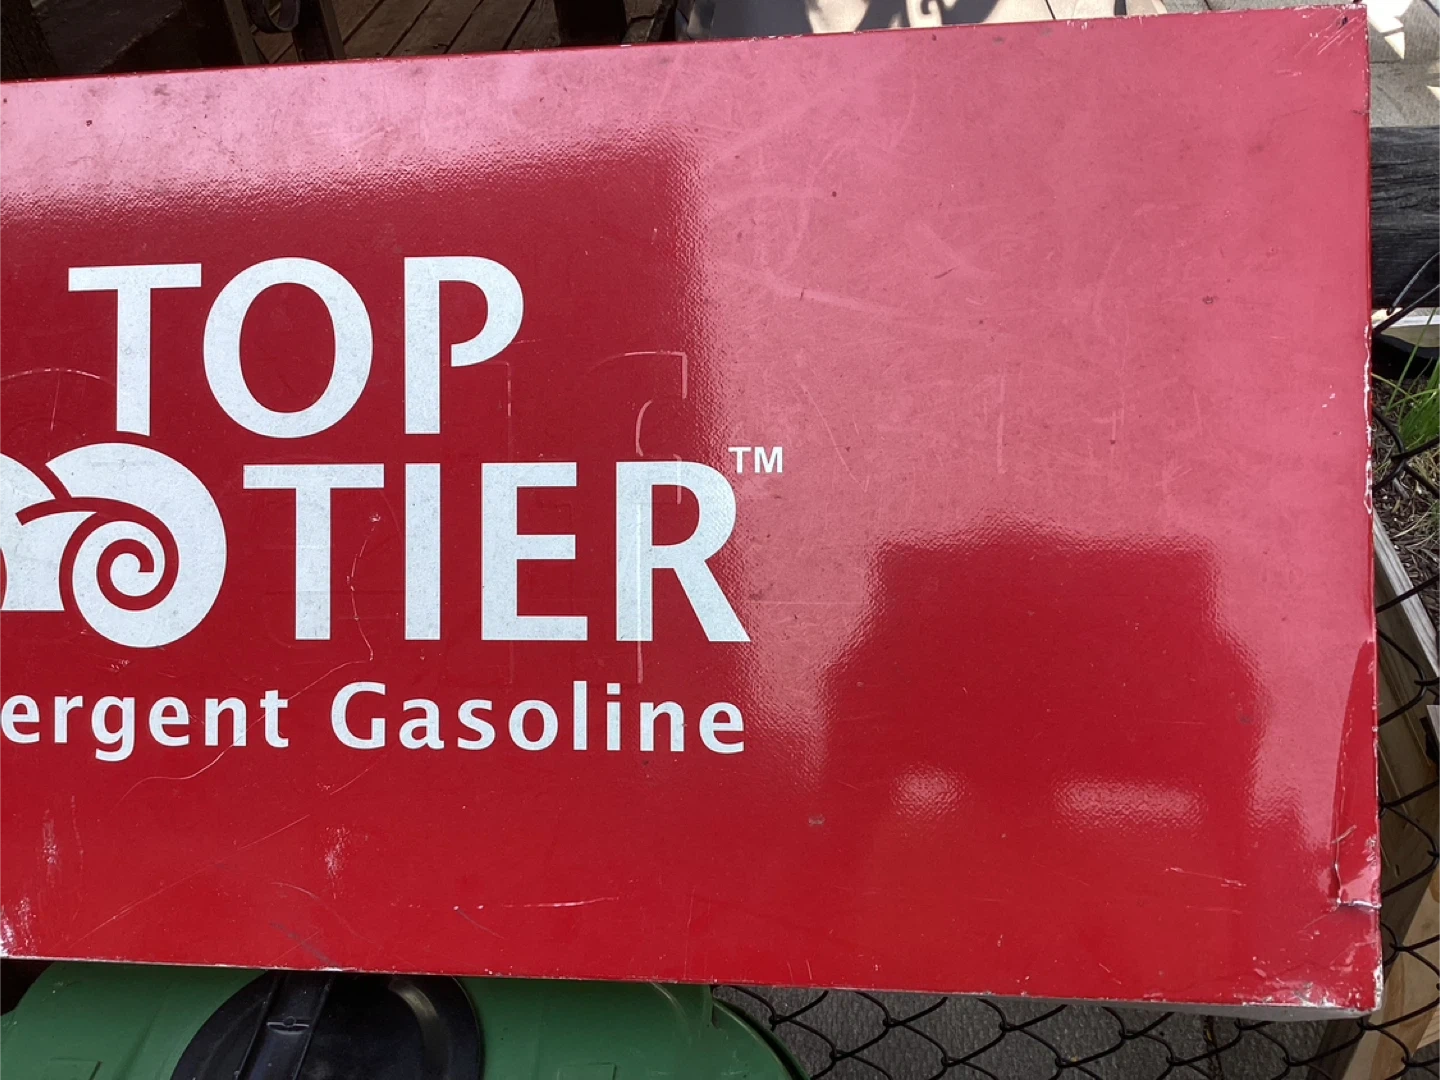 TOP
TIER™
ergent Gasoline